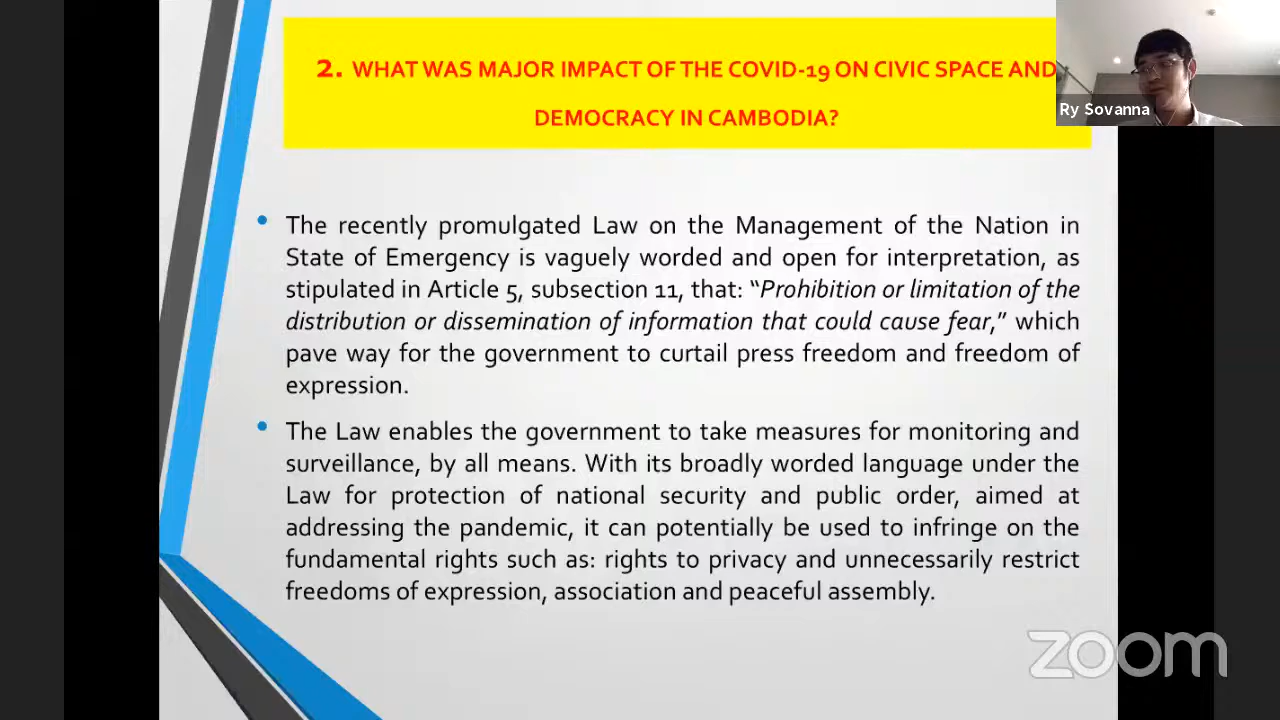 2. WHAT WAS MAJOR IMPACT OF THE COVID-19 ON CIVIC SPACE AND
DEMOCRACY IN CAMBODIA?
Ry Sovanna
• The recently promulgated Law on the Management of the Nation in
State of Emergency is vaguely worded and open for interpretation, as
stipulated in Article 5, subsection 11, that: “Prohibition or limitation of the
distribution or dissemination of information that could cause fear,” which
pave way for the government to curtail press freedom and freedom of
expression.
• The Law enables the government to take measures for monitoring and
surveillance, by all means. With its broadly worded language under the
Law for protection of national security and public order, aimed at
addressing the pandemic, it can potentially be used to infringe on the
fundamental rights such as: rights to privacy and unnecessarily restrict
freedoms of expression, association and peaceful assembly.
zoom